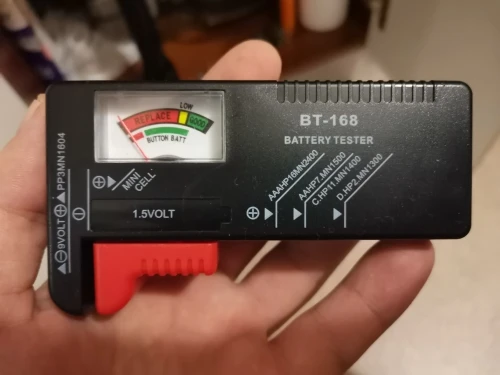 BT-168
BATTERY TESTER
LOW
REPLACE
GOOD
BUTTON BATT
MINI
CELL
1.5VOLT
9VOLT PP3MN1604
AAAHP16MN2400
AAHP7.MN1500
C.HP11.MN1400
D.HP2.MN1300